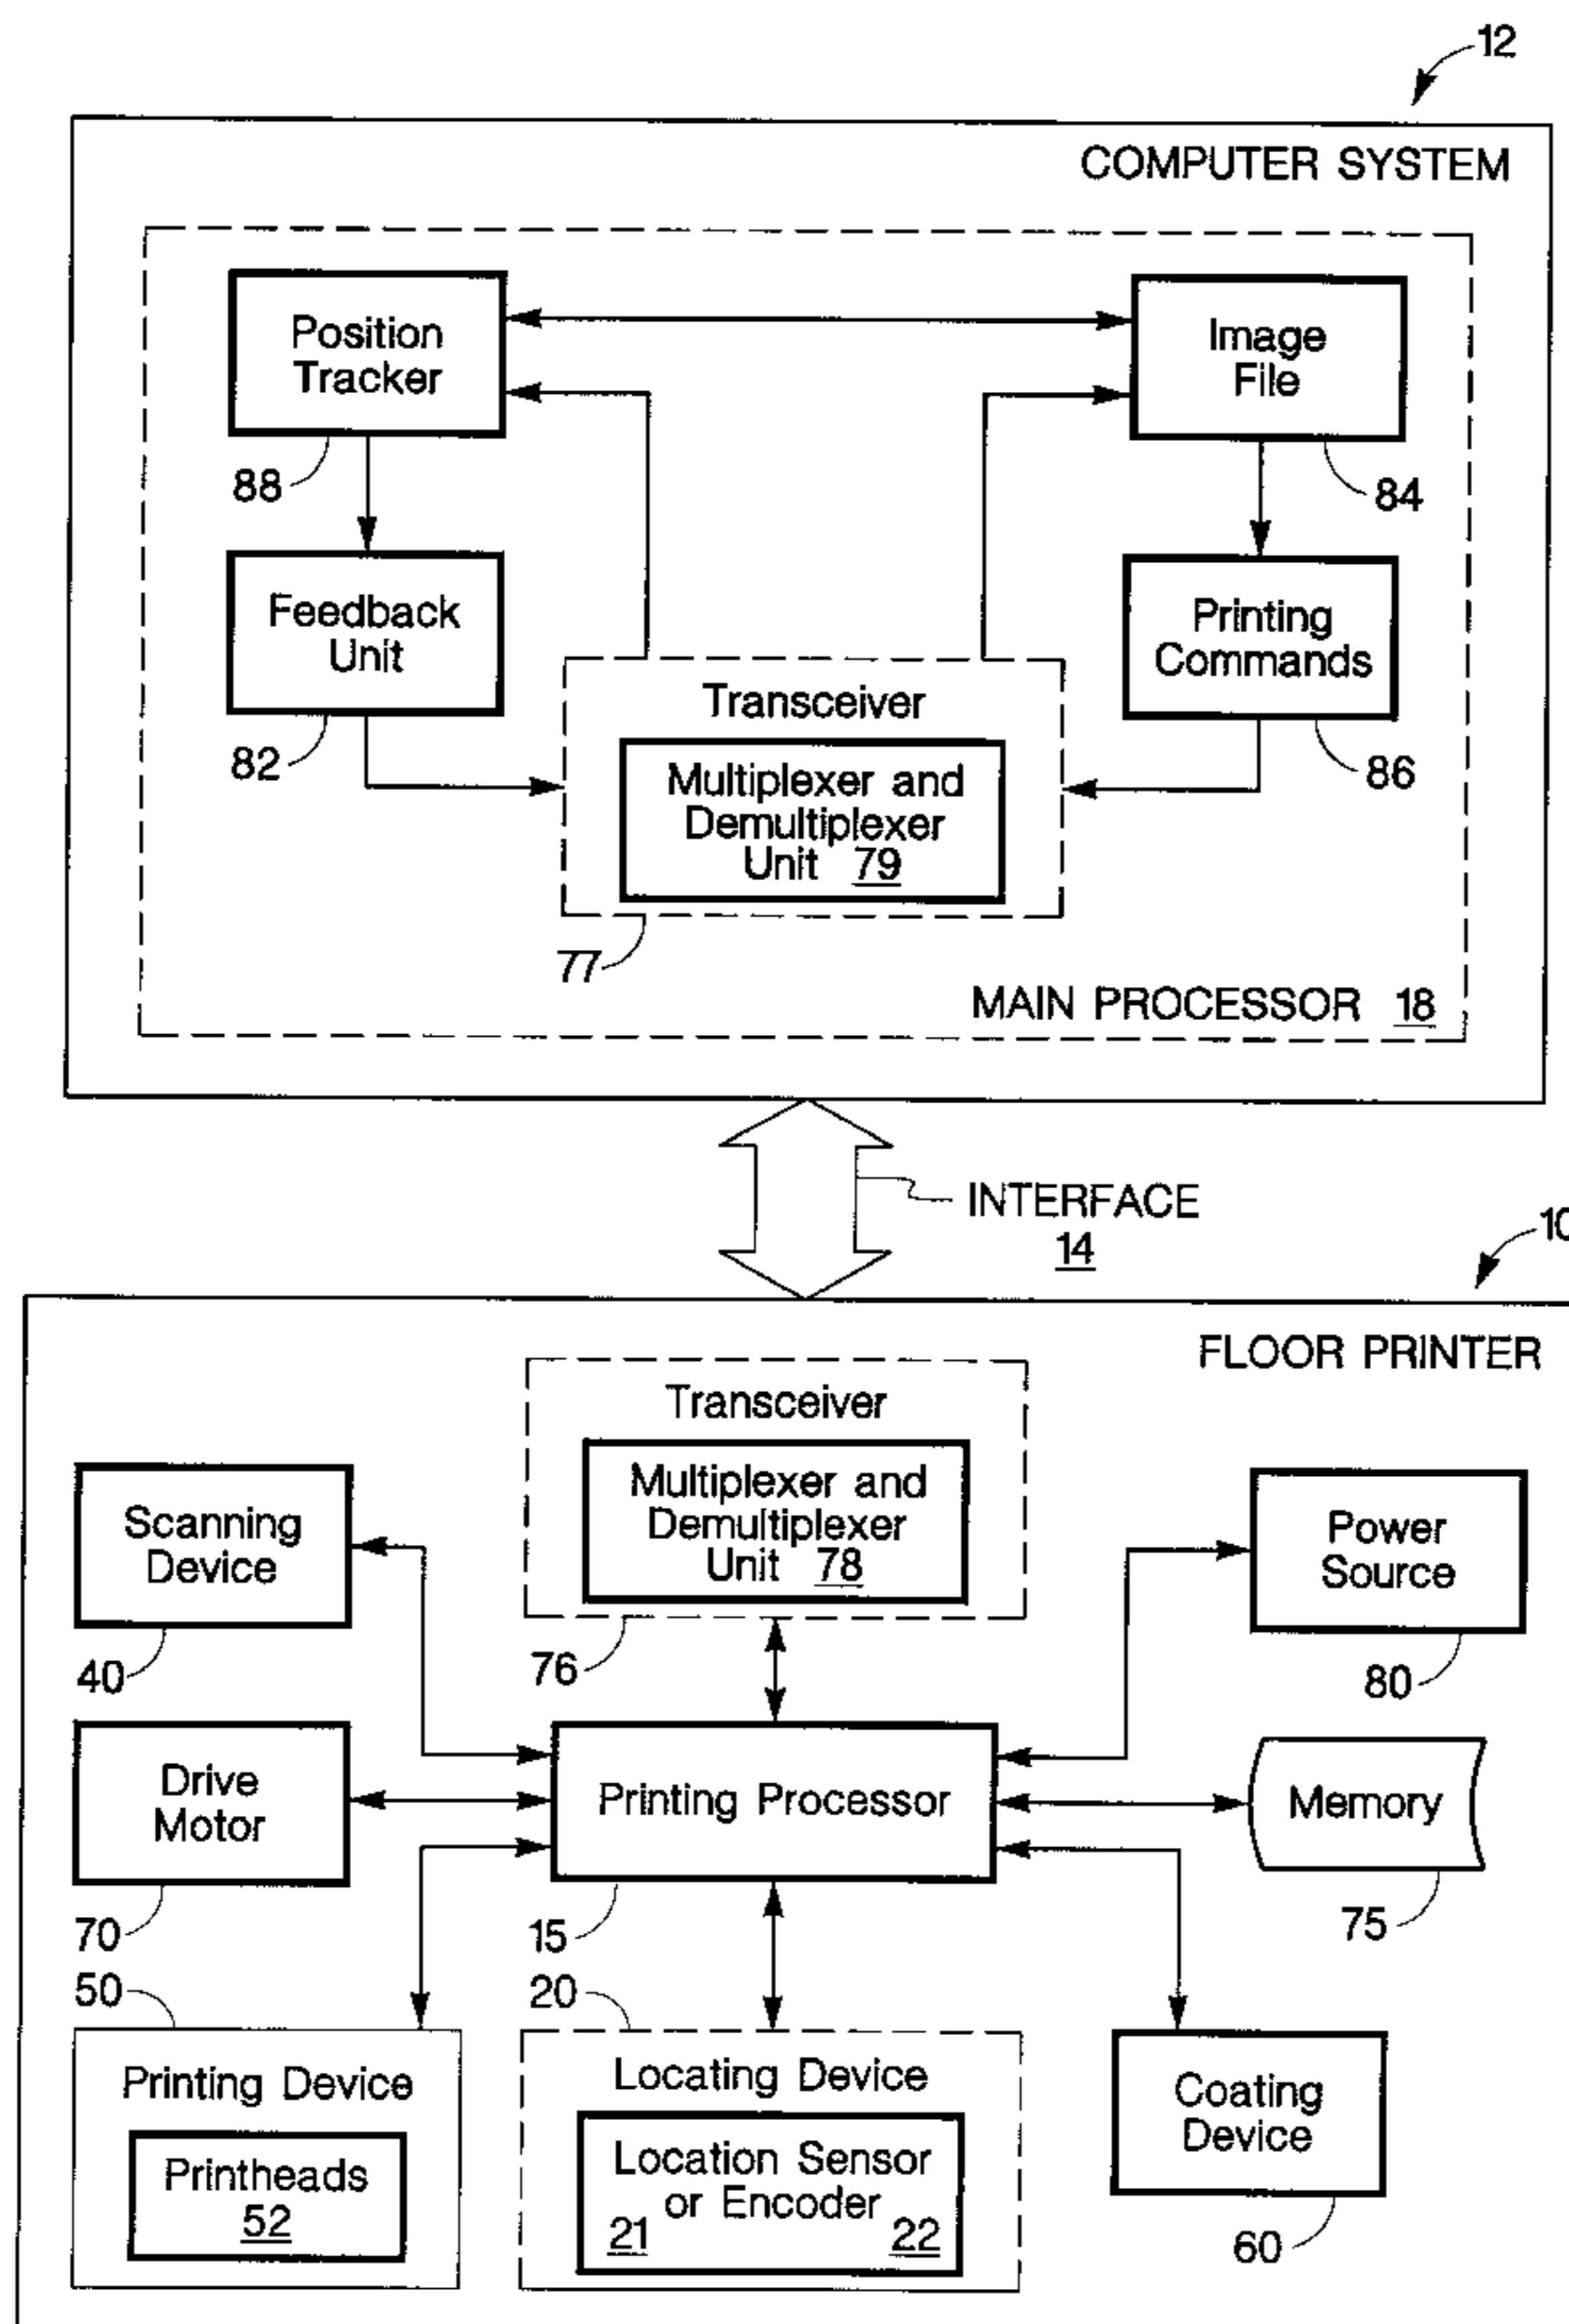 12
COMPUTER SYSTEM
Position
Tracker
Image
File
88
84
Feedback
Unit
Printing
Commands
82
86
Transceiver
Multiplexer and
Demultiplexer
Unit 79
77
MAIN PROCESSOR 18
INTERFACE
14
10
FLOOR PRINTER
Transceiver
Multiplexer and
Demultiplexer
Unit 78
76
Scanning
Device
40
Power
Source
80
Drive
Motor
70
Printing Processor
15
Memory
75
50
Printing Device
Printheads
52
20
Locating Device
Location Sensor
or Encoder
21 22
Coating
Device
60